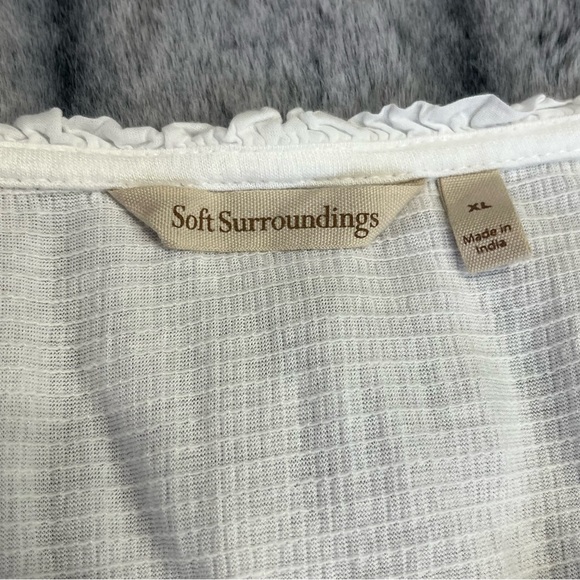 Soft Surroundings
XL
Made in
India